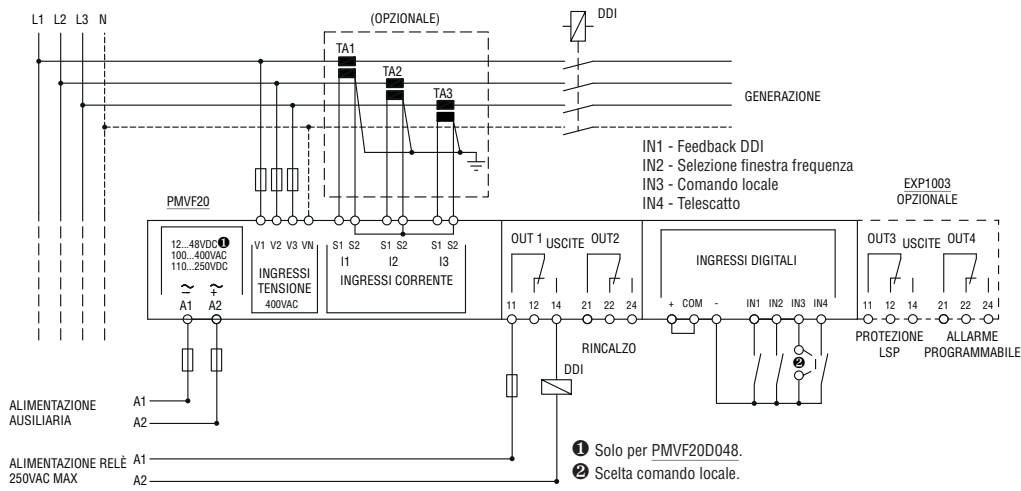 L1 L2 L3 N
(OPZIONALE)
DDI
TA1
TA2
TA3
GENERAZIONE
IN1 - Feedback DDI
IN2 - Selezione finestra frequenza
IN3 - Comando locale
IN4 - Telescatto
EXP1003
OPZIONALE
PMVF20
12...48VDC❶
100...400VAC
110...250VDC
~ ~
− +
A1 A2
V1 V2 V3 VN
INGRESSI
TENSIONE
400VAC
S1 S2 S1 S2 S1 S2
I1 I2 I3
INGRESSI CORRENTE
OUT 1 USCITE OUT2
11 12 14 21 22 24
INGRESSI DIGITALI
+ COM - IN1 IN2 IN3 IN4
OUT3 USCITE OUT4
11 12 14 21 22 24
RINCALZO
PROTEZIONE
LSP
ALLARME
PROGRAMMABILE
❷
DDI
ALIMENTAZIONE
AUSILIARIA
A1
A2
ALIMENTAZIONE RELÈ
250VAC MAX
A1
A2
❶ Solo per PMVF20D048.
❷ Scelta comando locale.